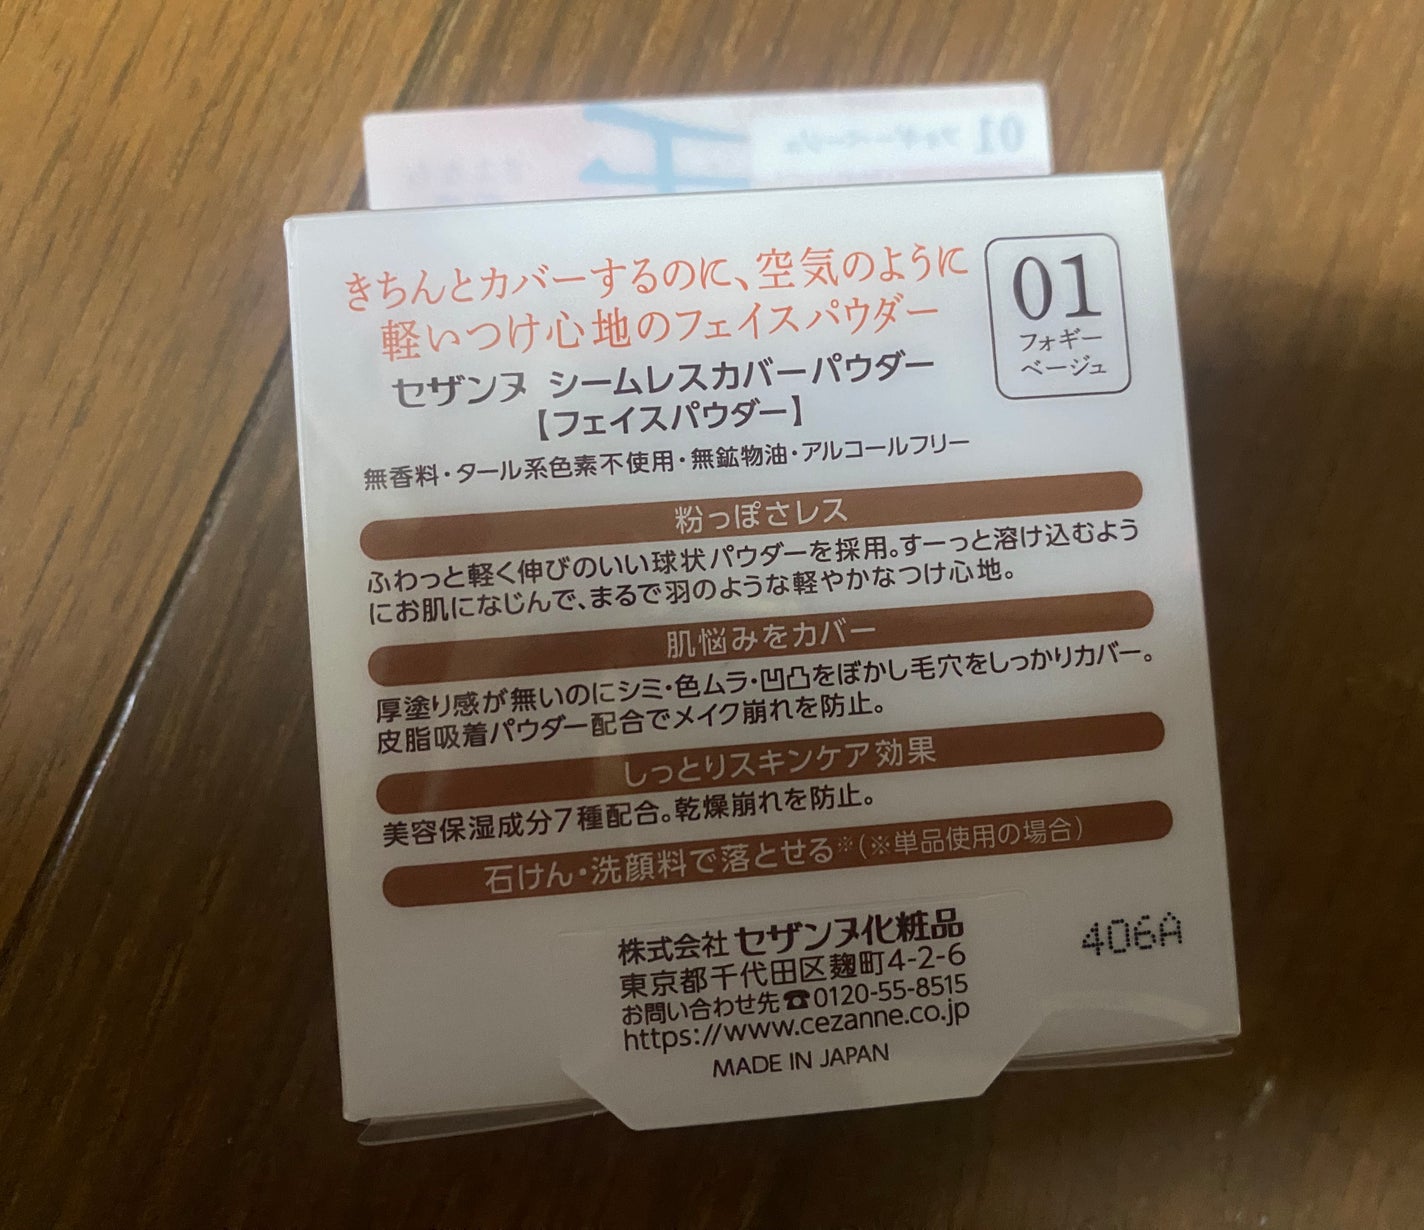 01 フォギーベージュ
きちんとカバーするのに、空気のように
軽いつけ心地のフェイスパウダー
01
フォギー
ベージュ
セザンヌ シームレスカバーパウダー
【フェイスパウダー】
無香料・タール系色素不使用・無鉱物油・アルコールフリー
粉っぽさレス
ふわっと軽く伸びのいい球状パウダーを採用。すーっと溶け込むよう
にお肌になじんで、まるで羽のような軽やかなつけ心地。
肌悩みをカバー
厚塗り感が無いのにシミ・色ムラ・凹凸をぼかし毛穴をしっかりカバー。
皮脂吸着パウダー配合でメイク崩れを防止。
しっとりスキンケア効果
美容保湿成分7種配合。乾燥崩れを防止。
石けん・洗顔料で落とせる※(※単品使用の場合)
株式会社 セザンヌ化粧品
東京都千代田区麹町4-2-6
お問い合わせ先☎0120-55-8515
https://www.cezanne.co.jp
MADE IN JAPAN
406A